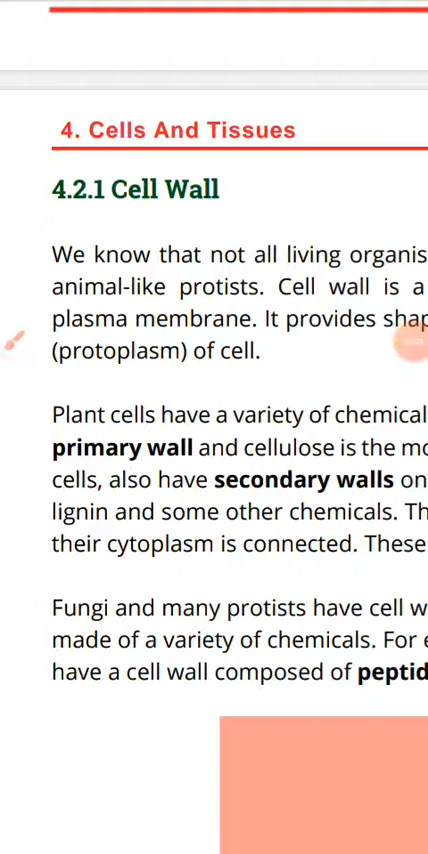 4. Cells And Tissues
4.2.1 Cell Wall
We know that not all living organis
animal-like protists. Cell wall is a
plasma membrane. It provides shap
(protoplasm) of cell.
Plant cells have a variety of chemical
primary wall and cellulose is the mo
cells, also have secondary walls on
lignin and some other chemicals. Th
their cytoplasm is connected. These
Fungi and many protists have cell w
made of a variety of chemicals. For e
have a cell wall composed of peptid